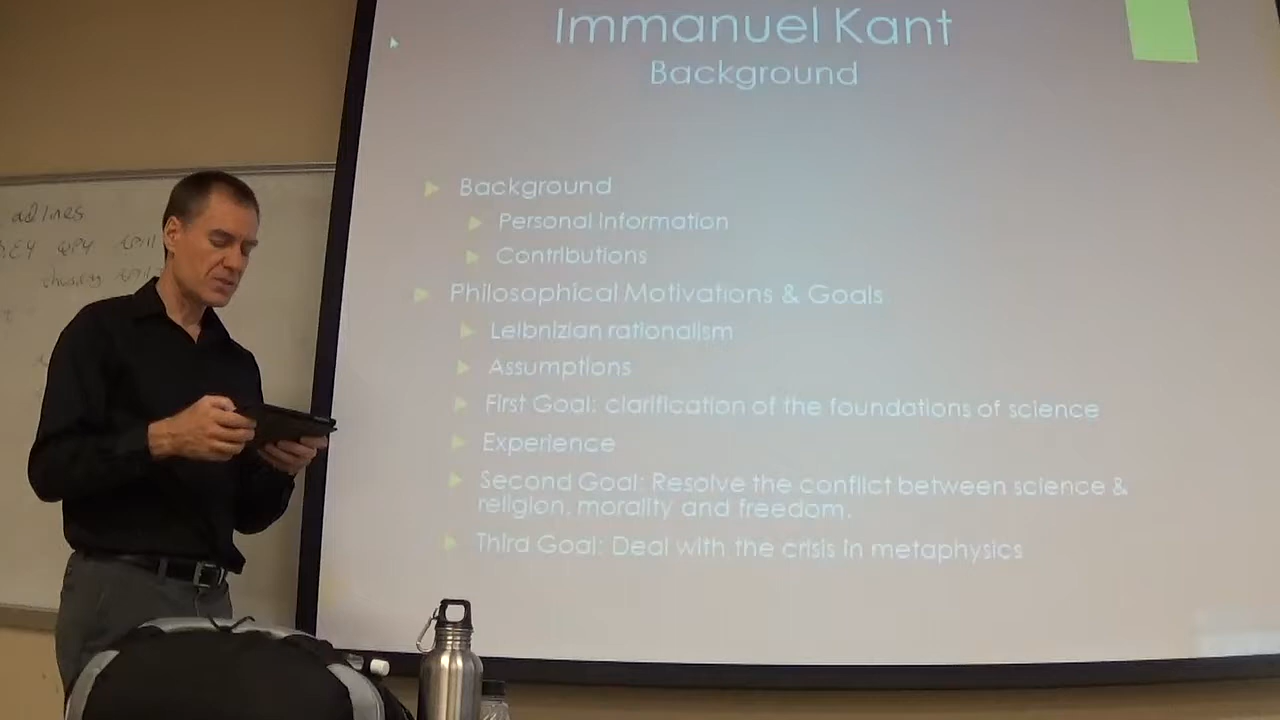 Immanuel Kant
Background
Background
Personal Information
Contributions
Philosophical Motivations & Goals
Leibnizian rationalism
Assumptions
First Goal: clarification of the foundations of science
Experience
Second Goal: Resolve the conflict between science &
religion, morality and freedom.
Third Goal: Deal with the crisis in metaphysics
adlines